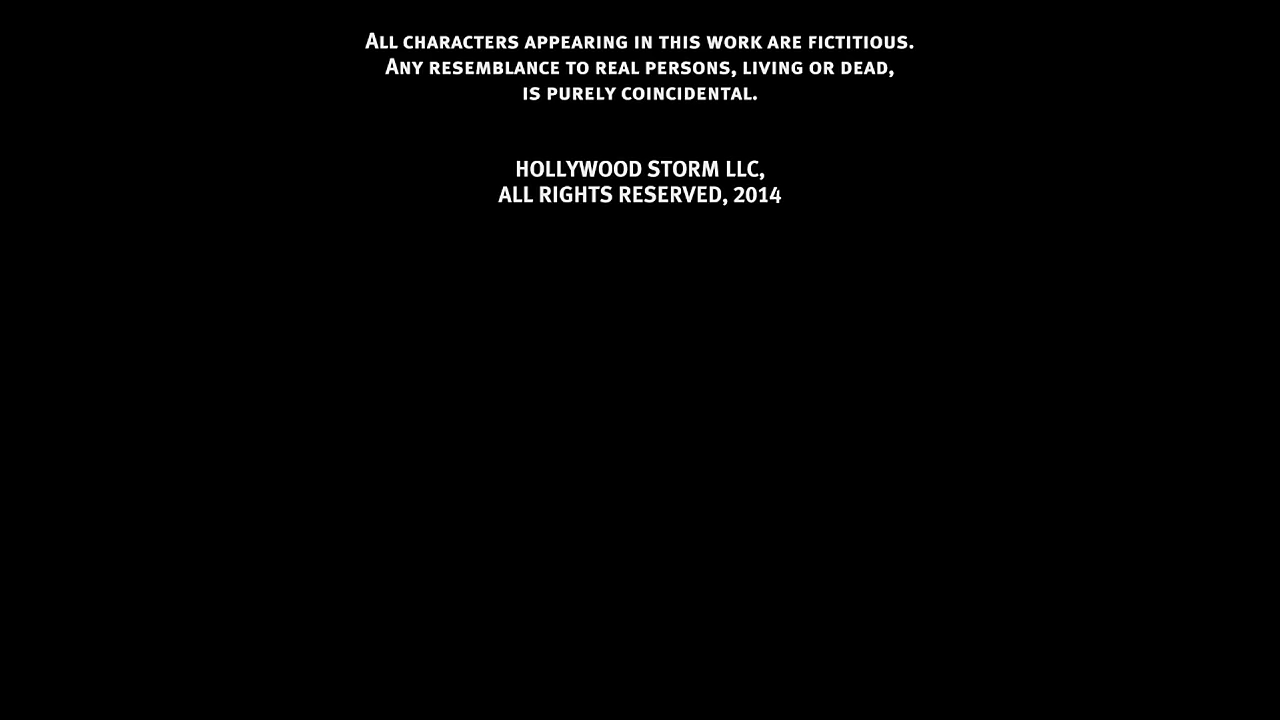 All characters appearing in this work are fictitious.
Any resemblance to real persons, living or dead,
is purely coincidental.
HOLLYWOOD STORM LLC,
ALL RIGHTS RESERVED, 2014